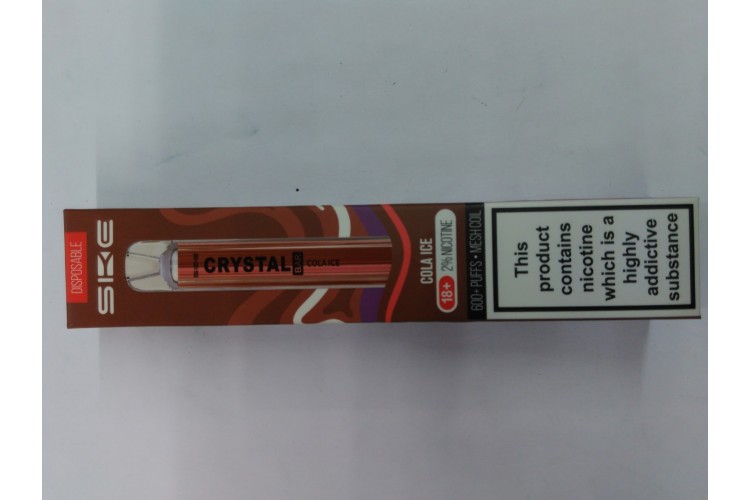 DISPOSABLE
SKE
CRYSTAL BAR COLA ICE
COLA ICE
18+ 2% NICOTINE
600+ PUFFS • MESH COIL
This
product
contains
nicotine
which is a
highly
addictive
substance